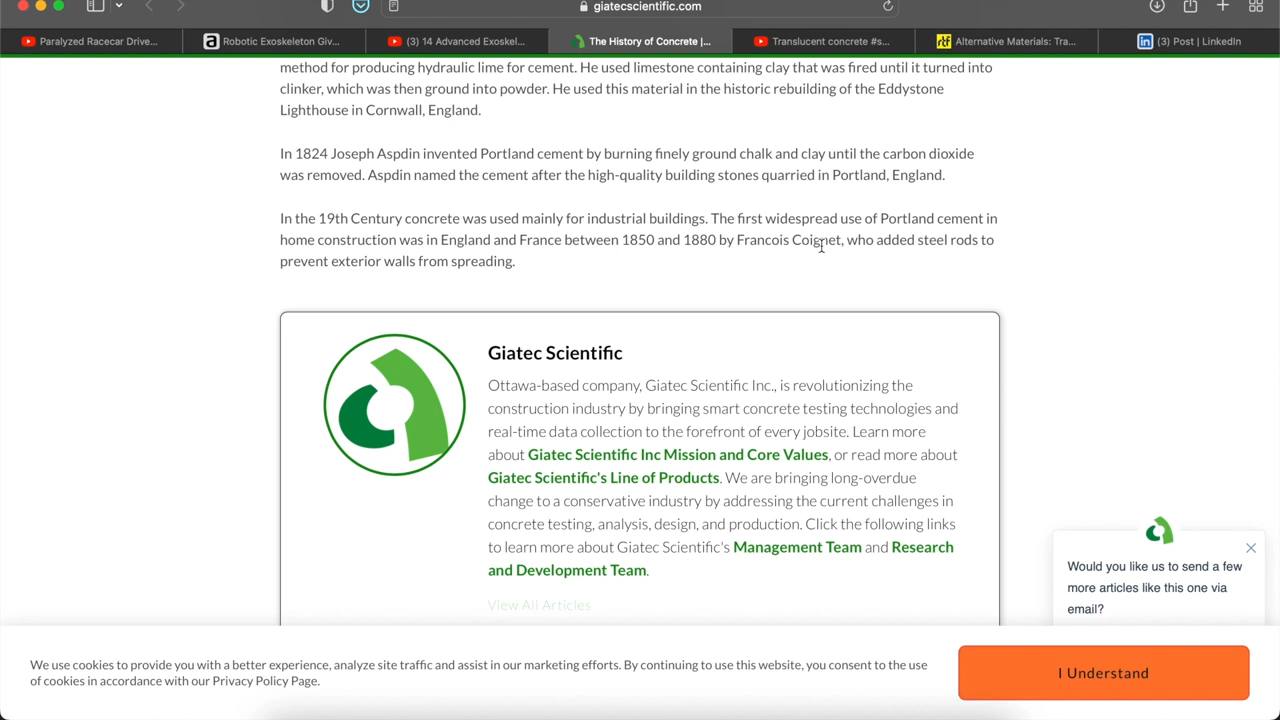 giatecscientific.com
Paralyzed Racecar Drive...
Robotic Exoskeleton Giv...
(3) 14 Advanced Exoskel...
The History of Concrete |...
Translucent concrete #s...
Alternative Materials: Tra...
(3) Post | LinkedIn
method for producing hydraulic lime for cement. He used limestone containing clay that was fired until it turned into
clinker, which was then ground into powder. He used this material in the historic rebuilding of the Eddystone
Lighthouse in Cornwall, England.
In 1824 Joseph Aspdin invented Portland cement by burning finely ground chalk and clay until the carbon dioxide
was removed. Aspdin named the cement after the high-quality building stones quarried in Portland, England.
In the 19th Century concrete was used mainly for industrial buildings. The first widespread use of Portland cement in
home construction was in England and France between 1850 and 1880 by Francois Coignet, who added steel rods to
prevent exterior walls from spreading.
Giatec Scientific
Ottawa-based company, Giatec Scientific Inc., is revolutionizing the
construction industry by bringing smart concrete testing technologies and
real-time data collection to the forefront of every jobsite. Learn more
about Giatec Scientific Inc Mission and Core Values, or read more about
Giatec Scientific's Line of Products. We are bringing long-overdue
change to a conservative industry by addressing the current challenges in
concrete testing, analysis, design, and production. Click the following links
to learn more about Giatec Scientific's Management Team and Research
and Development Team.
View All Articles
Would you like us to send a few
more articles like this one via
email?
We use cookies to provide you with a better experience, analyze site traffic and assist in our marketing efforts. By continuing to use this website, you consent to the use
of cookies in accordance with our Privacy Policy Page.
I Understand